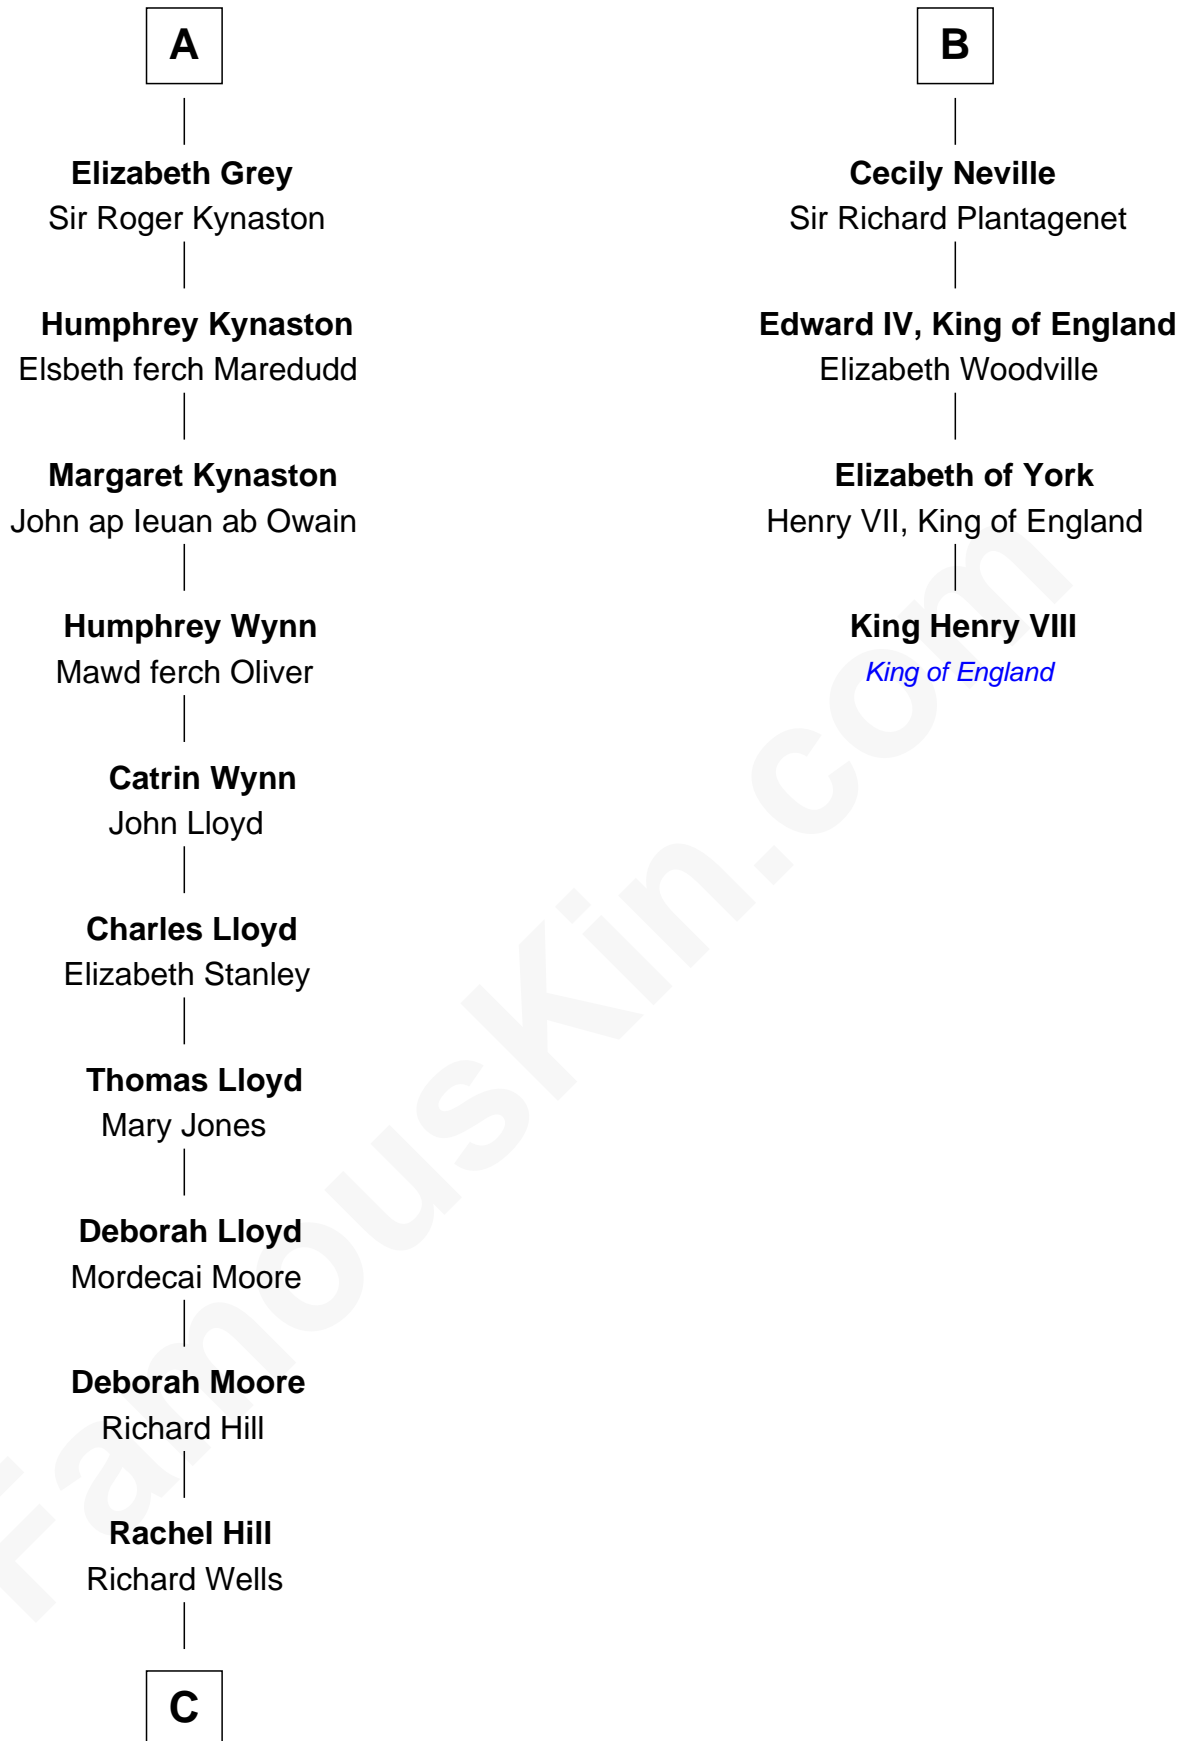 A
Elizabeth Grey
Sir Roger Kynaston
Humphrey Kynaston
Elsbeth ferch Maredudd
Margaret Kynaston
John ap Ieuan ab Owain
Humphrey Wynn
Mawd ferch Oliver
Catrin Wynn
John Lloyd
Charles Lloyd
Elizabeth Stanley
Thomas Lloyd
Mary Jones
Deborah Lloyd
Mordecai Moore
Deborah Moore
Richard Hill
Rachel Hill
Richard Wells
C
B
Cecily Neville
Sir Richard Plantagenet
Edward IV, King of England
Elizabeth Woodville
Elizabeth of York
Henry VII, King of England
King Henry VIII
King of England
FamousKin.com